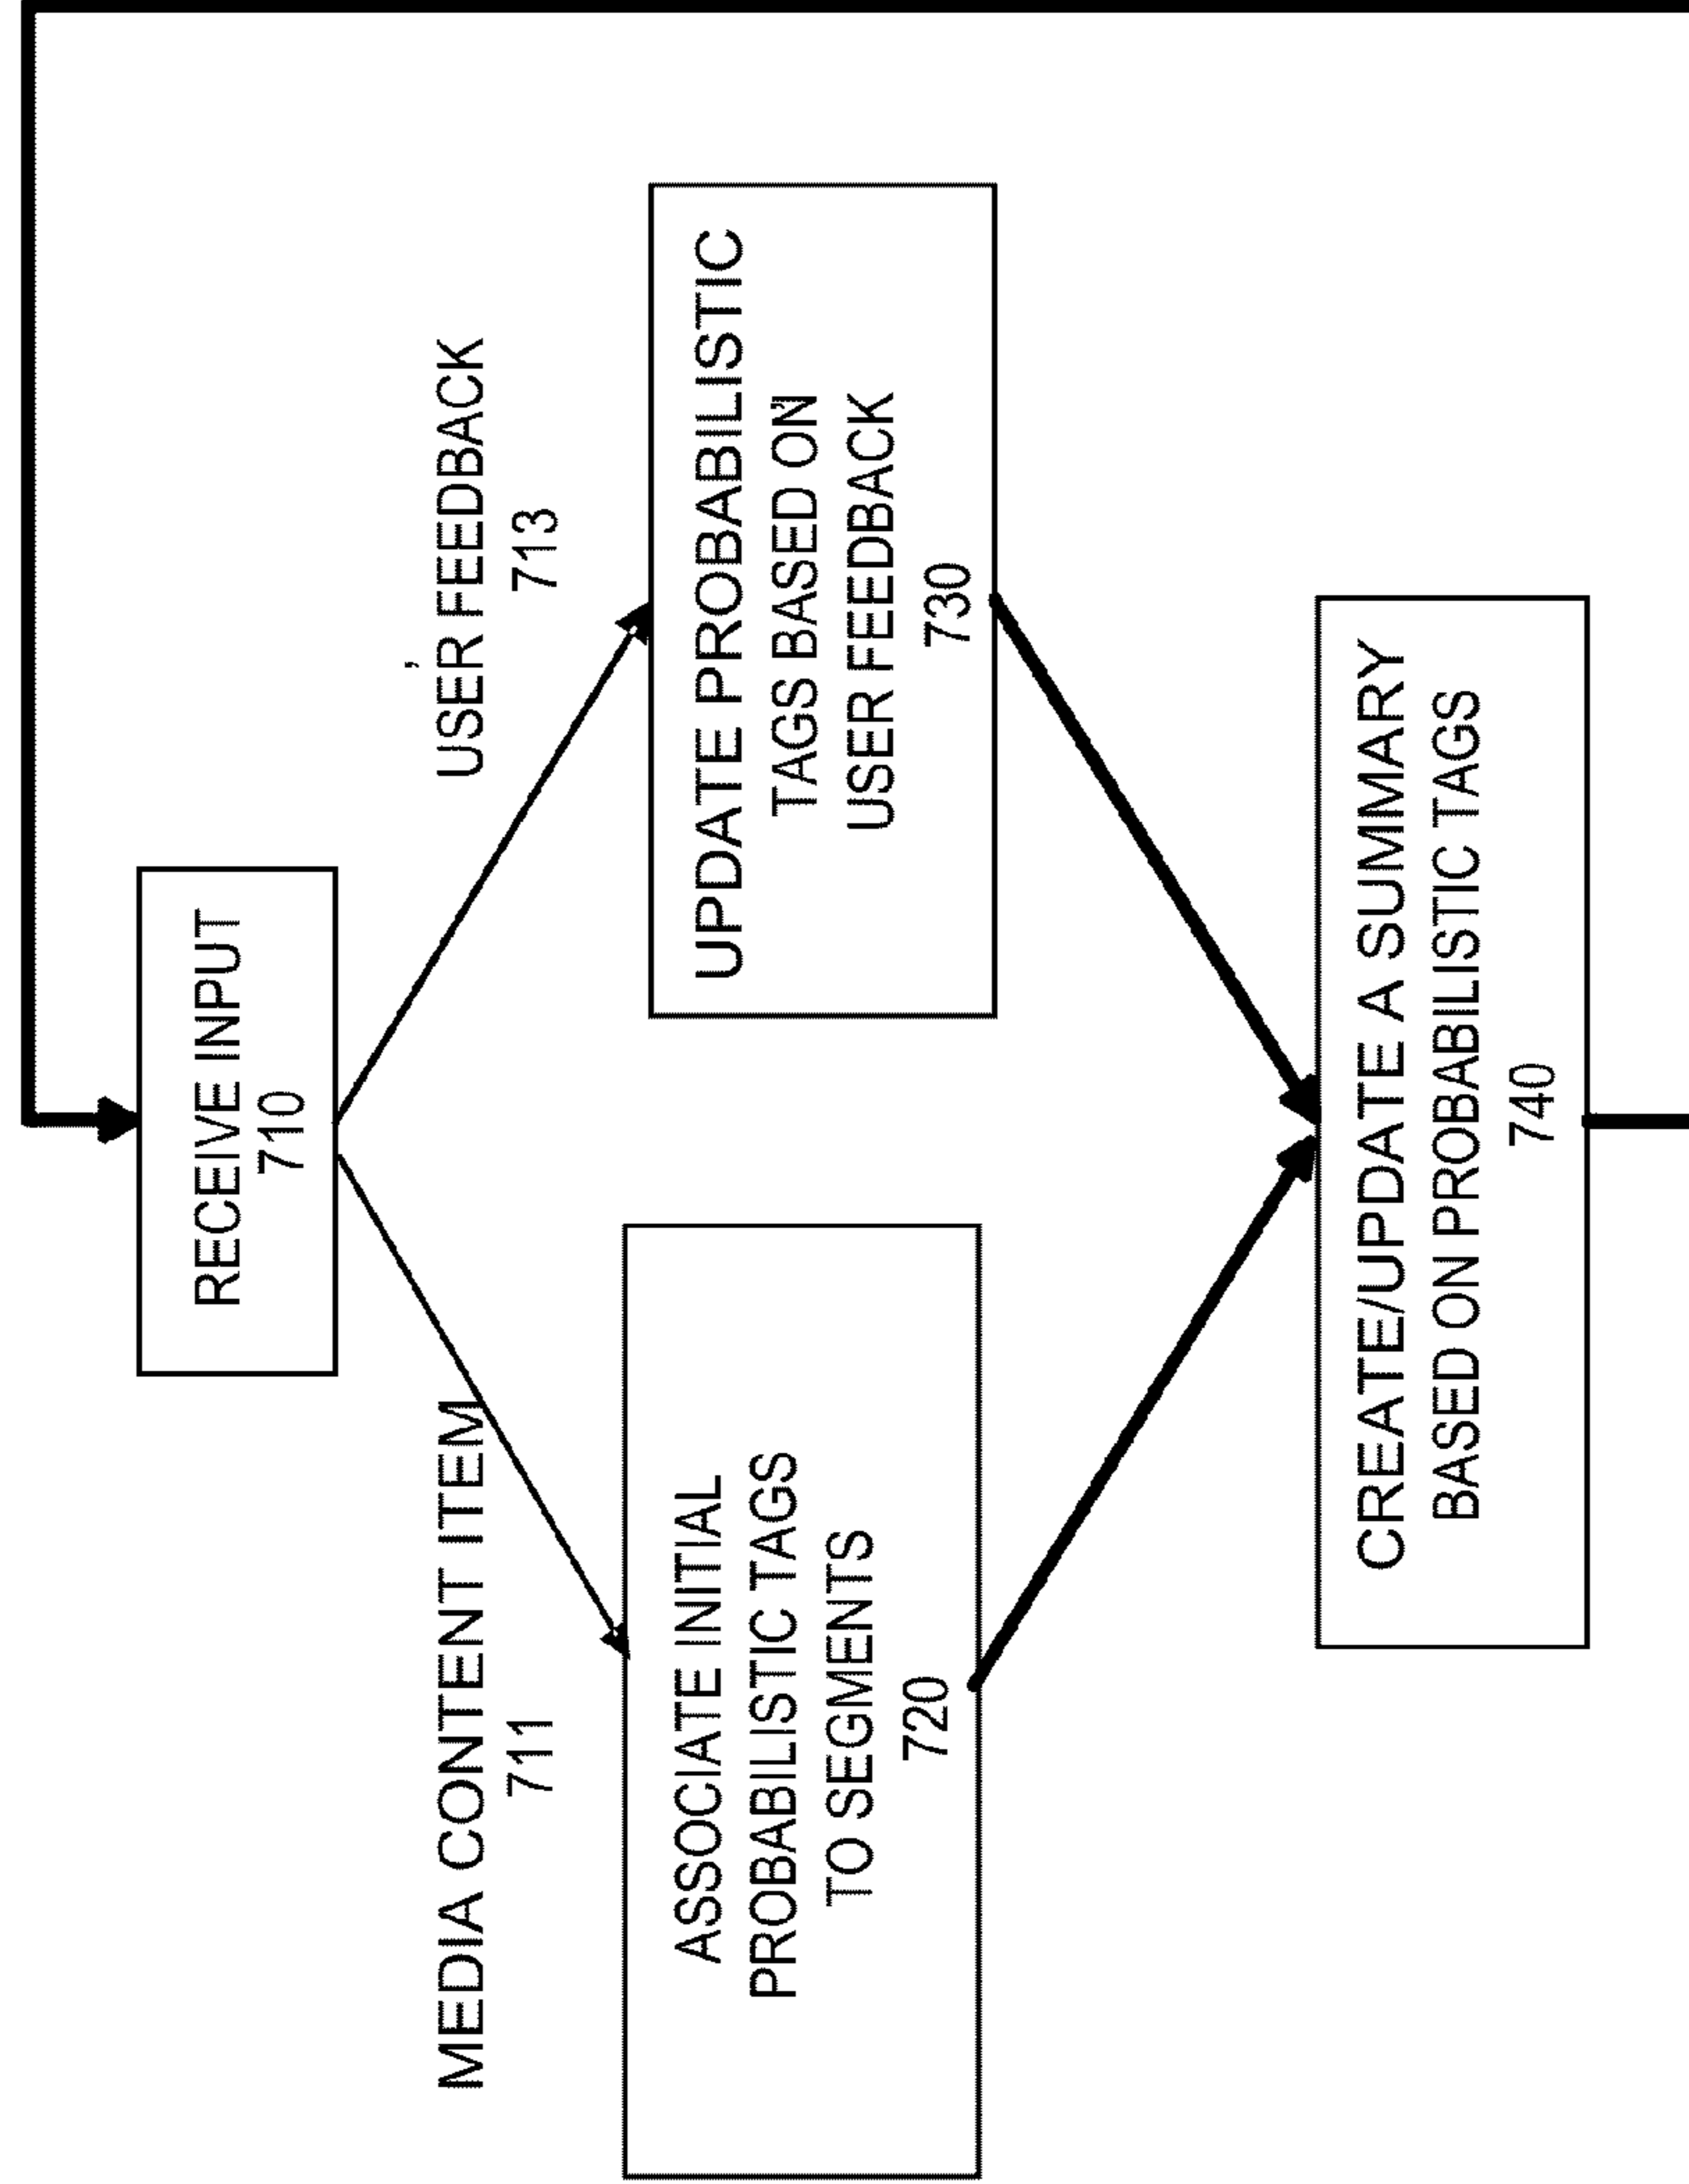 RECEIVE INPUT
710
MEDIA CONTENT ITEM
711
’
USER FEEDBACK
713
ASSOCIATE INITIAL
PROBABILISTIC TAGS
TO SEGMENTS
720
UPDATE PROBABILISTIC
TAGS BASED ON’
USER FEEDBACK
730
CREATE/UPDATE A SUMMARY
BASED ON PROBABILISTIC TAGS
740